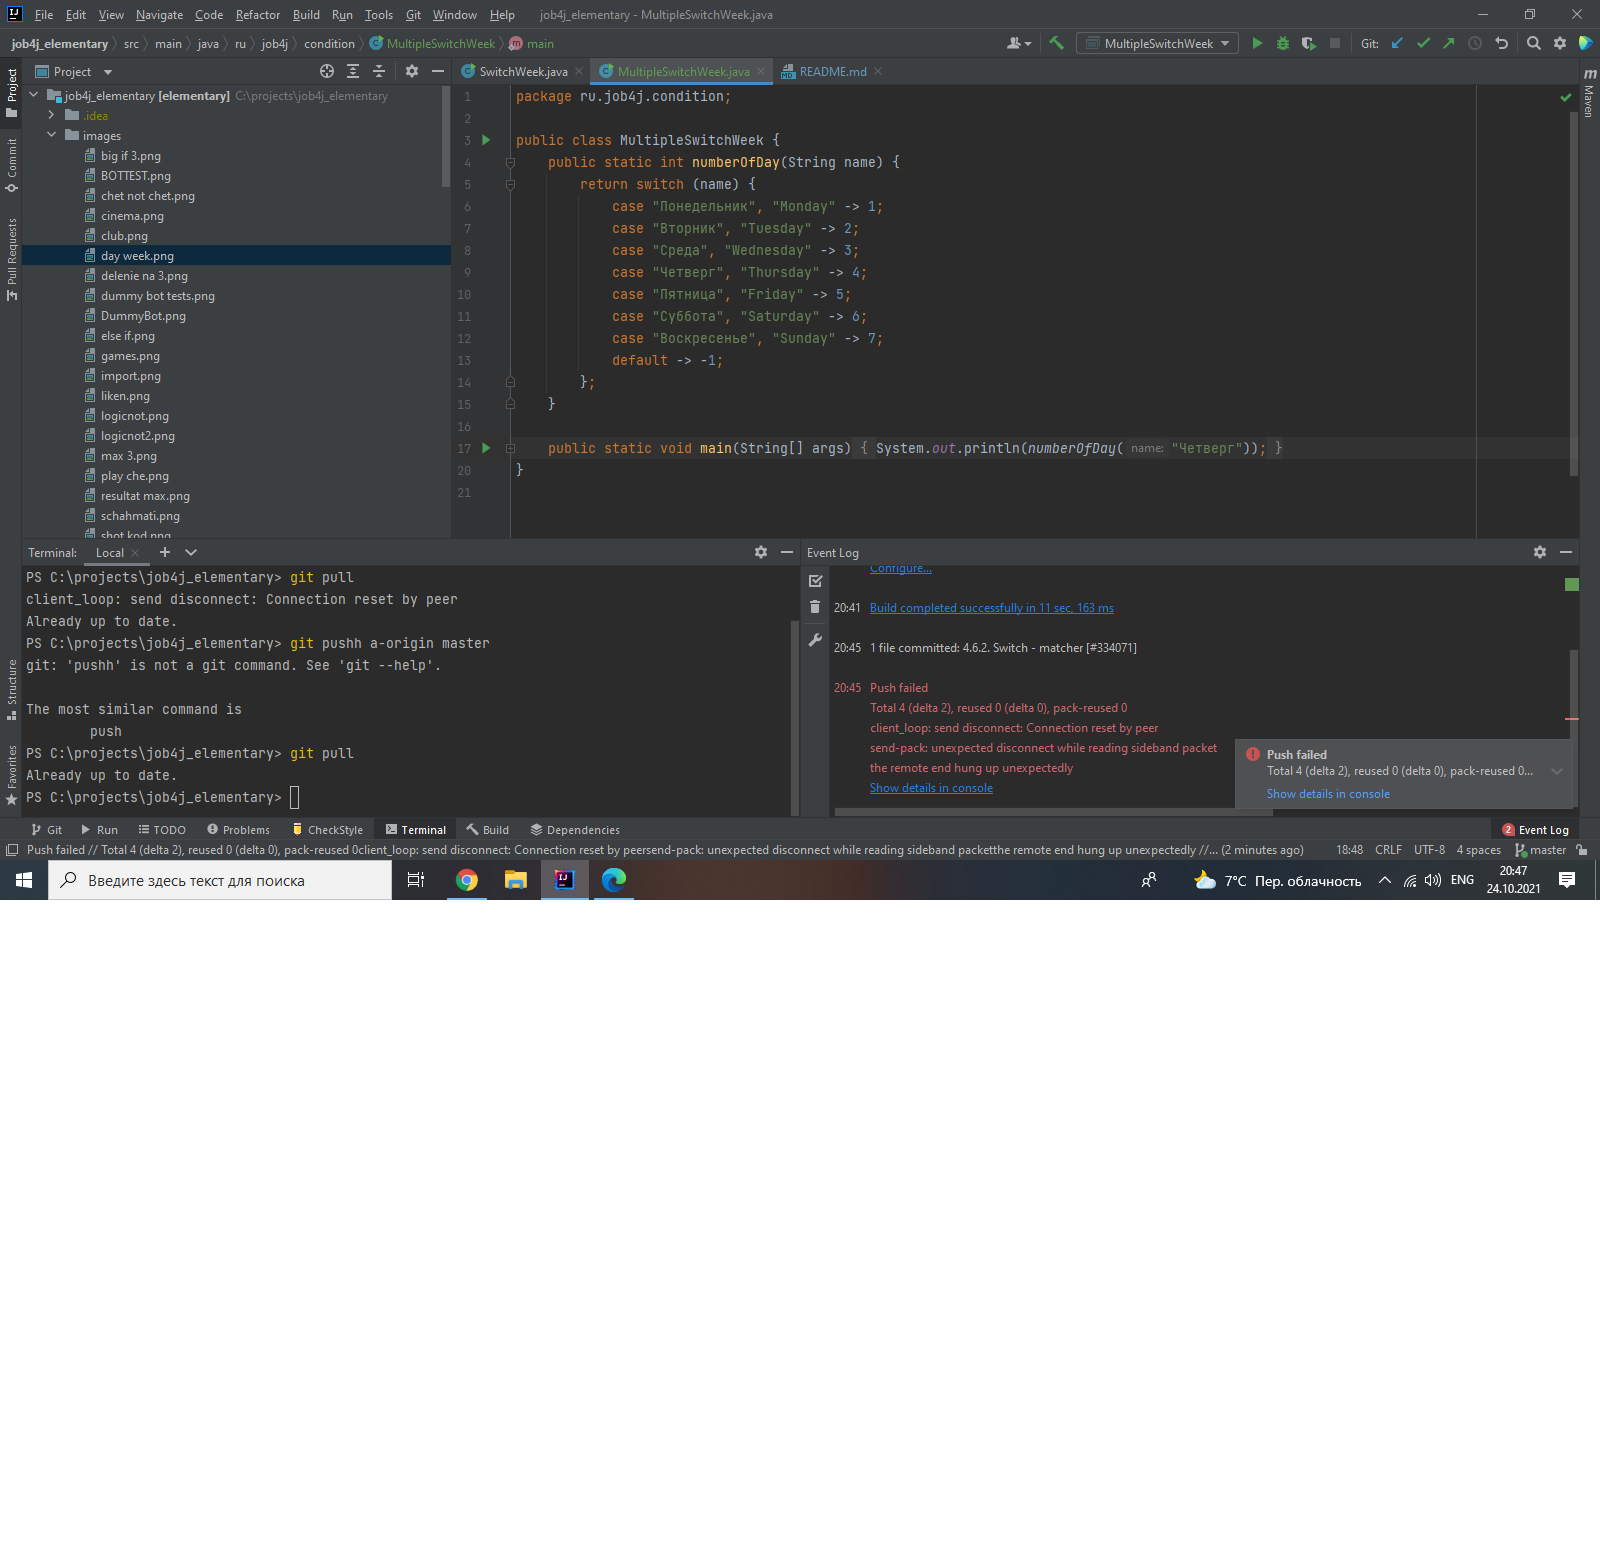 File Edit View Navigate Code Refactor Build Run Tools Git Window Help job4j_elementary - MultipleSwitchWeek.java
job4j_elementary src main java ru job4j condition MultipleSwitchWeek main MultipleSwitchWeek Git:
Project SwitchWeek.java MultipleSwitchWeek.java README.md
Project
Commit
Pull Requests
Structure
Favorites
Maven
job4j_elementary [elementary] C:\projects\job4j_elementary
.idea
images
big if 3.png
BOTTEST.png
chet not chet.png
cinema.png
club.png
day week.png
delenie na 3.png
dummy bot tests.png
DummyBot.png
else if.png
games.png
import.png
liken.png
logicnot.png
logicnot2.png
max 3.png
play che.png
resultat max.png
schahmati.png
shot kod.png
1 package ru.job4j.condition;
2
3 public class MultipleSwitchWeek {
4 public static int numberOfDay(String name) {
5 return switch (name) {
6 case "Понедельник", "Monday" -> 1;
7 case "Вторник", "Tuesday" -> 2;
8 case "Среда", "Wednesday" -> 3;
9 case "Четверг", "Thursday" -> 4;
10 case "Пятница", "Friday" -> 5;
11 case "Суббота", "Saturday" -> 6;
12 case "Воскресенье", "Sunday" -> 7;
13 default -> -1;
14 };
15 }
16
17 public static void main(String[] args) { System.out.println(numberOfDay( name: "Четверг")); }
20 }
21
Terminal: Local
PS C:\projects\job4j_elementary> git pull
client_loop: send disconnect: Connection reset by peer
Already up to date.
PS C:\projects\job4j_elementary> git pushh a-origin master
git: 'pushh' is not a git command. See 'git --help'.
The most similar command is
push
PS C:\projects\job4j_elementary> git pull
Already up to date.
PS C:\projects\job4j_elementary>
Event Log
Configure...
20:41 Build completed successfully in 11 sec, 163 ms
20:45 1 file committed: 4.6.2. Switch - matcher [#334071]
20:45 Push failed
Total 4 (delta 2), reused 0 (delta 0), pack-reused 0
client_loop: send disconnect: Connection reset by peer
send-pack: unexpected disconnect while reading sideband packet
the remote end hung up unexpectedly
Show details in console
Push failed
Total 4 (delta 2), reused 0 (delta 0), pack-reused 0...
Show details in console
Git Run TODO Problems CheckStyle Terminal Build Dependencies 2 Event Log
Push failed // Total 4 (delta 2), reused 0 (delta 0), pack-reused 0client_loop: send disconnect: Connection reset by peersend-pack: unexpected disconnect while reading sideband packetthe remote end hung up unexpectedly //... (2 minutes ago) 18:48 CRLF UTF-8 4 spaces master
Введите здесь текст для поиска 7°C Пер. облачность ENG 20:47
24.10.2021